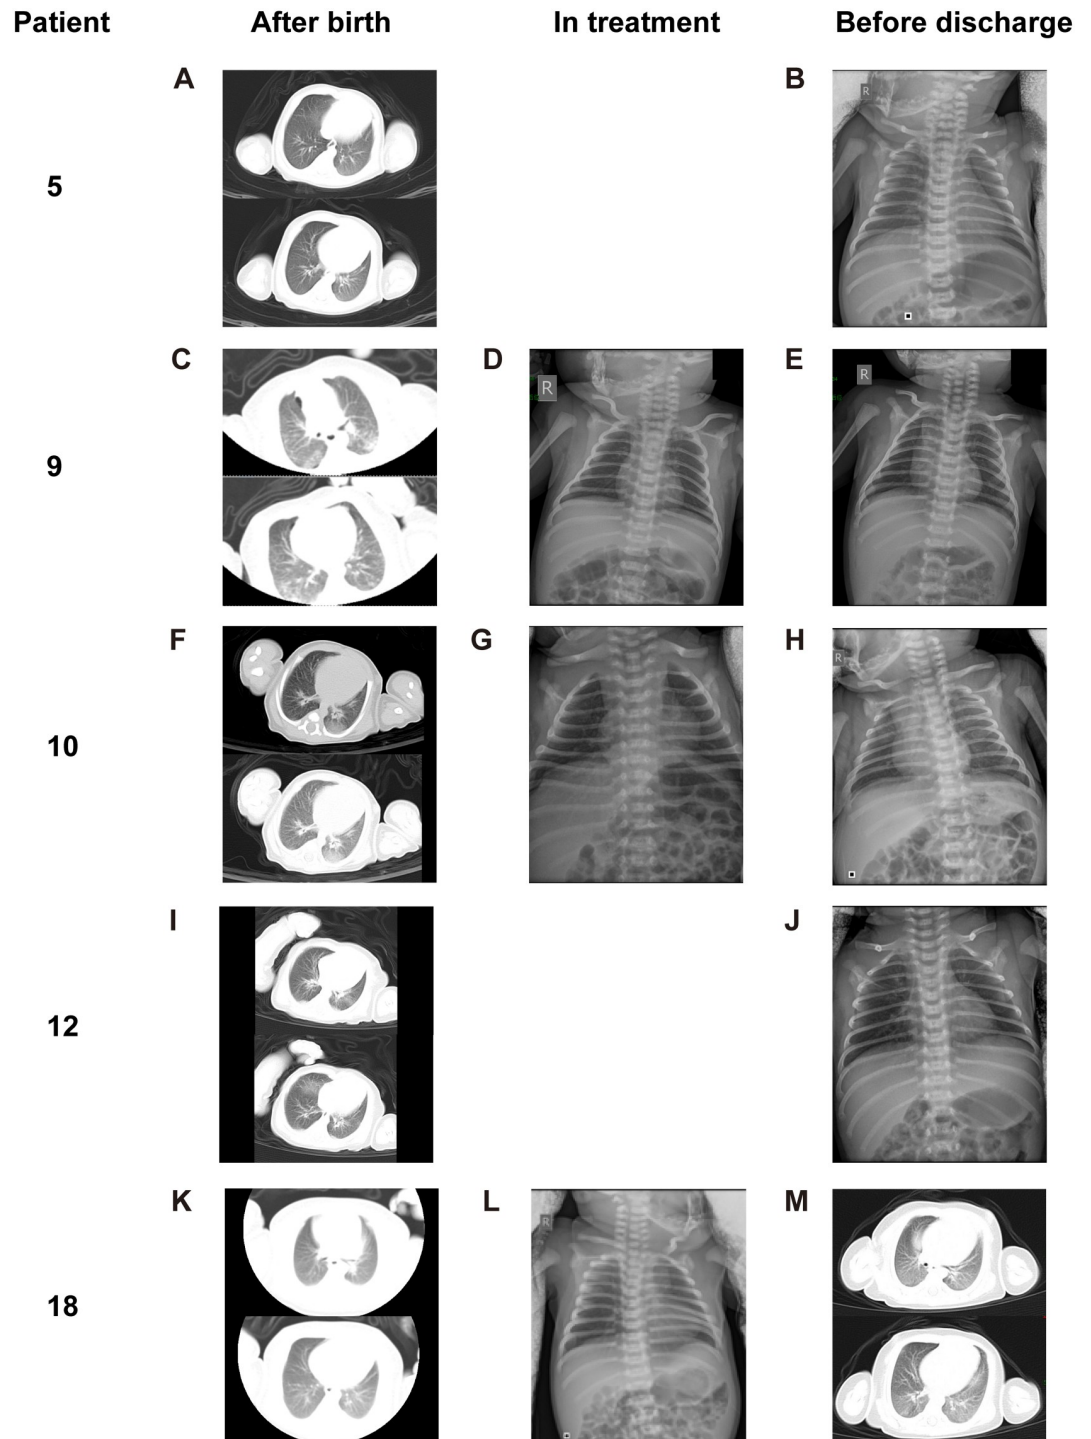 Patient After birth In treatment Before discharge
A B
R
5
C D E
R R
9
F G H
R
10
I J
12
K L M
R
18